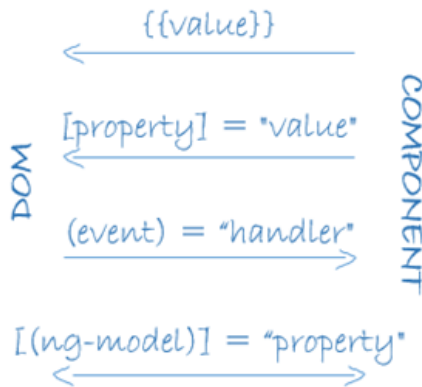 {{value}}
[property] = "value"
(event) = "handler"
[(ng-model)] = "property"
DOM
COMPONENT